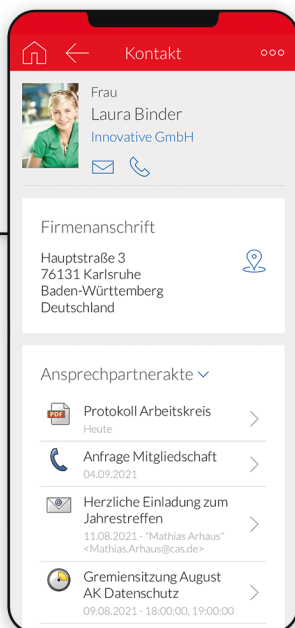 Kontakt
Frau
Laura Binder
Innovative GmbH
Firmenanschrift
Hauptstraße 3
76131 Karlsruhe
Baden-Württemberg
Deutschland
Ansprechpartnerakte
PDF
Protokoll Arbeitskreis
Heute
Anfrage Mitgliedschaft
04.09.2021
Herzliche Einladung zum
Jahrestreffen
11.08.2021 - "Mathias Arhaus"
<Mathias.Arhaus@cas.de>
Gremiensitzung August
AK Datenschutz
09.08.2021 - 18:00:00, 19:00:00